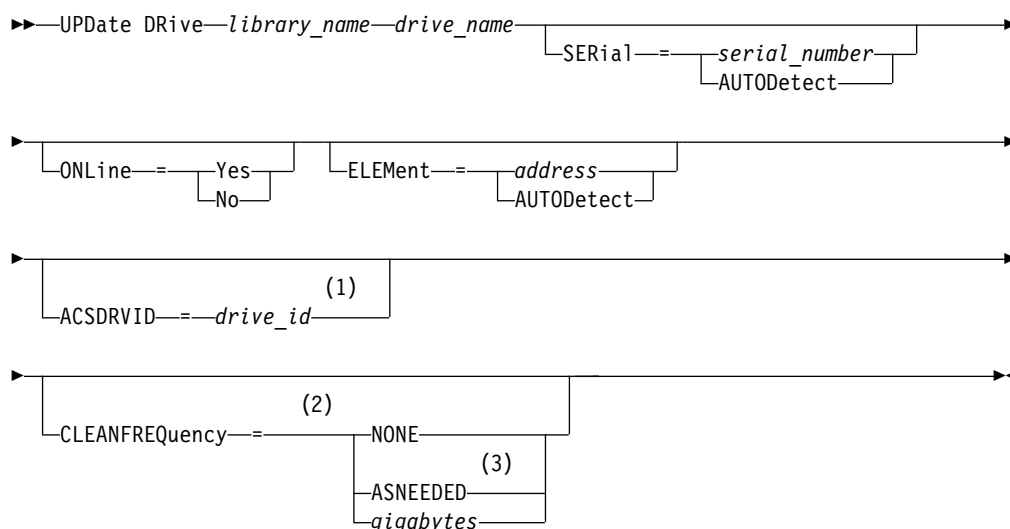 UPDate DRive library_name drive_name
SERial = serial_number
AUTODetect
ONLine = Yes
No
ELEMent = address
AUTODetect
(1)
ACSDRVID = drive_id
(2)
CLEANFREQuency = NONE
(3)
ASNEEDED
gigabytes